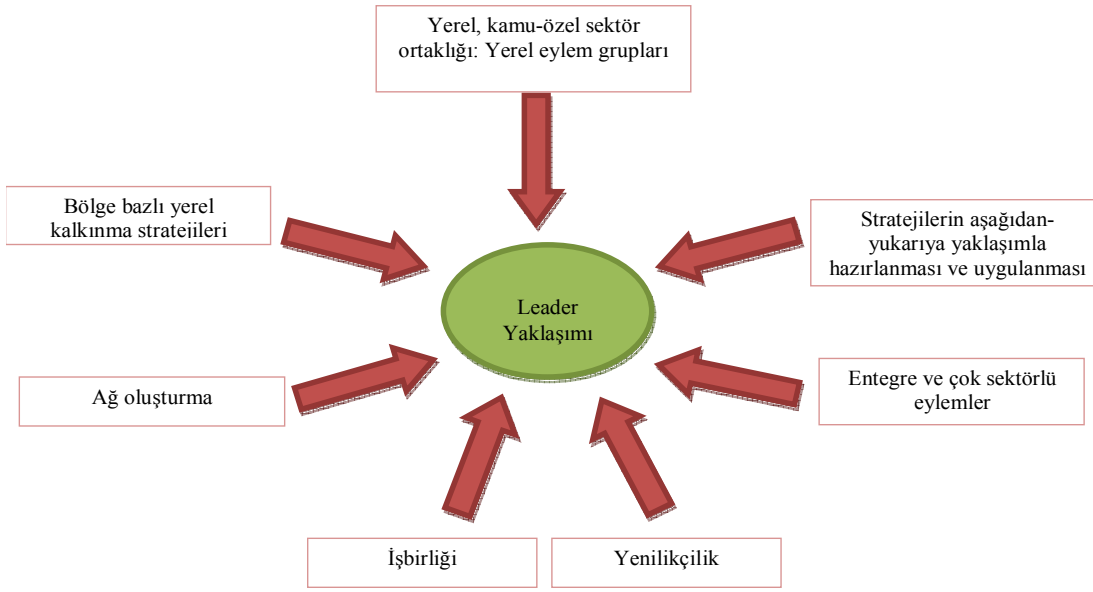 Yerel, kamu-özel sektör
ortaklığı: Yerel eylem grupları
Bölge bazlı yerel
kalkınma stratejileri
Stratejilerin aşağıdan-
yukarıya yaklaşımla
hazırlanması ve uygulanması
Leader
Yaklaşımı
Ağ oluşturma
Entegre ve çok sektörlü
eylemler
İşbirliği
Yenilikçilik